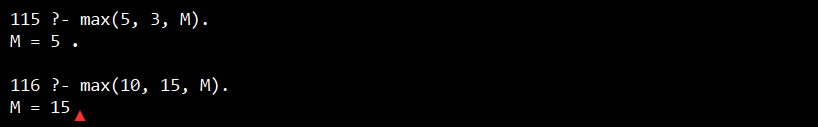 115 ?- max(5, 3, M).
M = 5 .
116 ?- max(10, 15, M).
M = 15